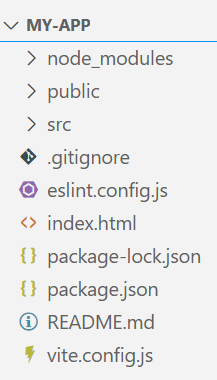 MY-APP
node_modules
public
src
.gitignore
eslint.config.js
index.html
package-lock.json
package.json
README.md
vite.config.js